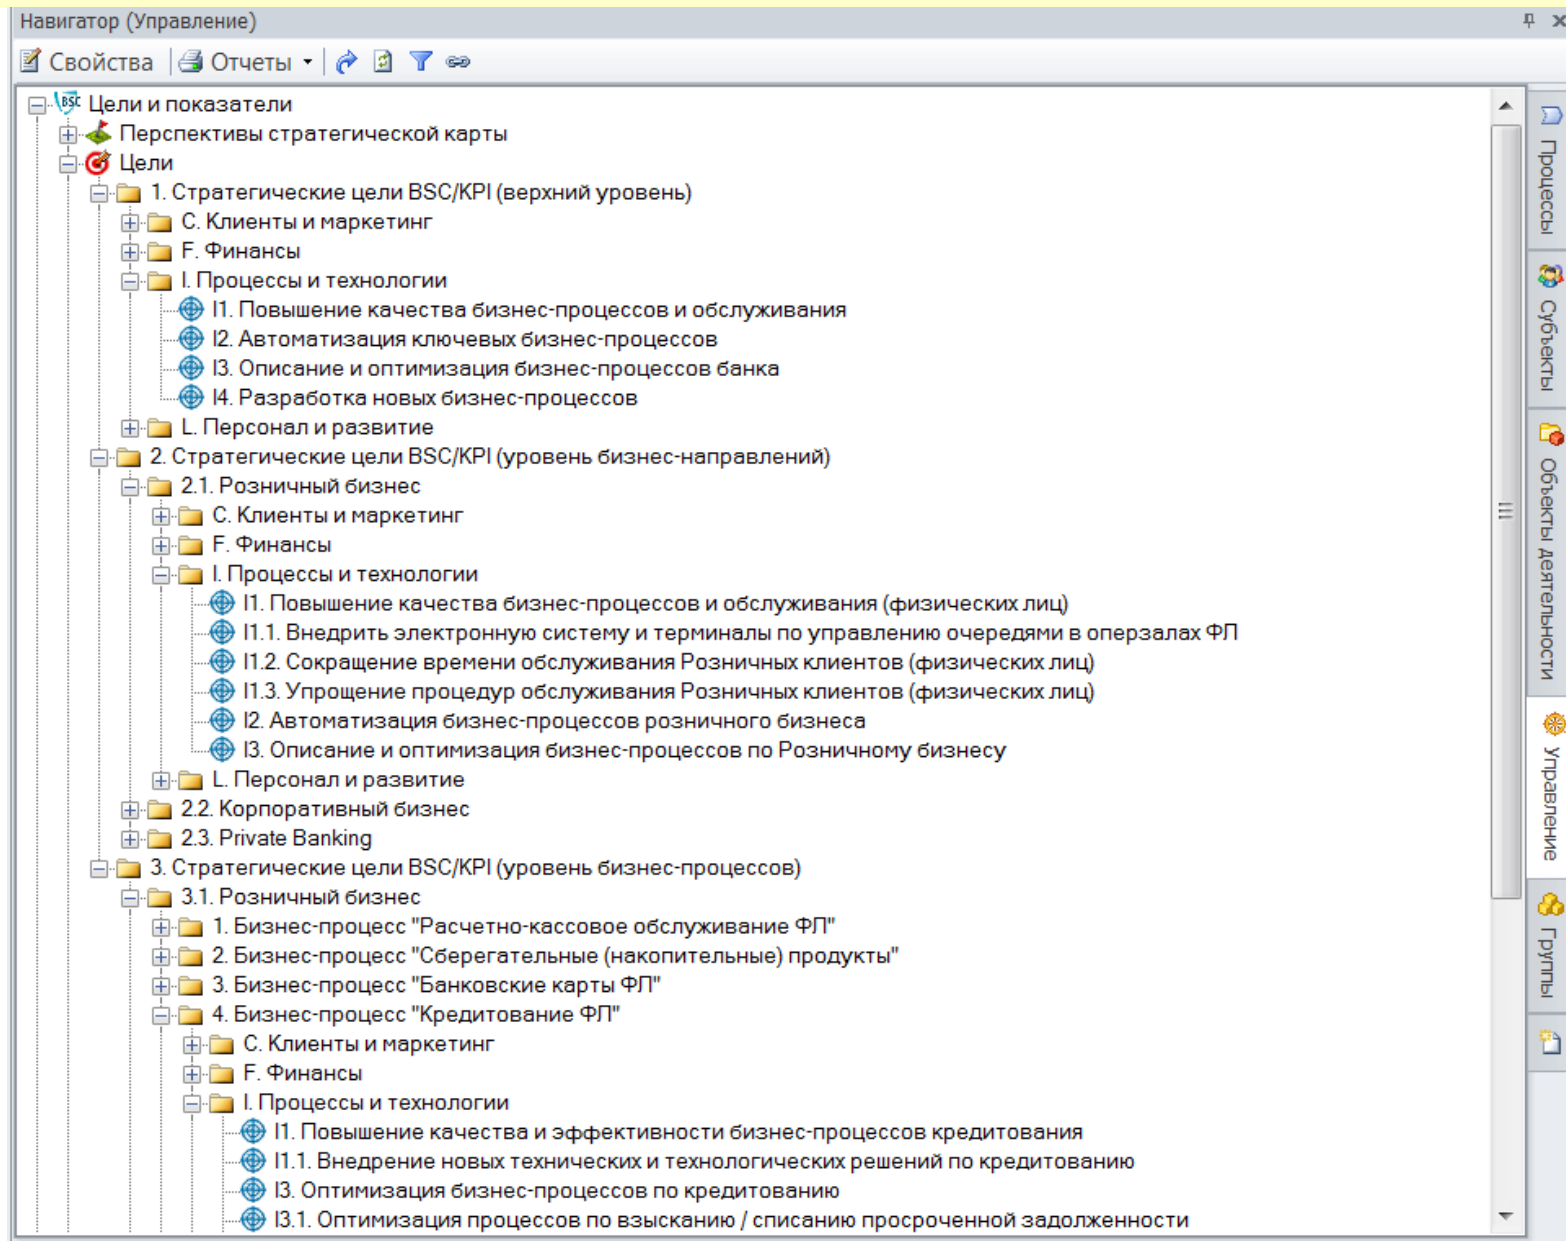 Навигатор (Управление)
Свойства Отчеты
BSC Цели и показатели
Перспективы стратегической карты
Цели
1. Стратегические цели BSC/KPI (верхний уровень)
C. Клиенты и маркетинг
F. Финансы
I. Процессы и технологии
I1. Повышение качества бизнес-процессов и обслуживания
I2. Автоматизация ключевых бизнес-процессов
I3. Описание и оптимизация бизнес-процессов банка
I4. Разработка новых бизнес-процессов
L. Персонал и развитие
2. Стратегические цели BSC/KPI (уровень бизнес-направлений)
2.1. Розничный бизнес
C. Клиенты и маркетинг
F. Финансы
I. Процессы и технологии
I1. Повышение качества бизнес-процессов и обслуживания (физических лиц)
I1.1. Внедрить электронную систему и терминалы по управлению очередями в оперзалах ФЛ
I1.2. Сокращение времени обслуживания Розничных клиентов (физических лиц)
I1.3. Упрощение процедур обслуживания Розничных клиентов (физических лиц)
I2. Автоматизация бизнес-процессов розничного бизнеса
I3. Описание и оптимизация бизнес-процессов по Розничному бизнесу
L. Персонал и развитие
2.2. Корпоративный бизнес
2.3. Private Banking
3. Стратегические цели BSC/KPI (уровень бизнес-процессов)
3.1. Розничный бизнес
1. Бизнес-процесс "Расчетно-кассовое обслуживание ФЛ"
2. Бизнес-процесс "Сберегательные (накопительные) продукты"
3. Бизнес-процесс "Банковские карты ФЛ"
4. Бизнес-процесс "Кредитование ФЛ"
C. Клиенты и маркетинг
F. Финансы
I. Процессы и технологии
I1. Повышение качества и эффективности бизнес-процессов кредитования
I1.1. Внедрение новых технических и технологических решений по кредитованию
I3. Оптимизация бизнес-процессов по кредитованию
I3.1. Оптимизация процессов по взысканию / списанию просроченной задолженности
Процессы
Субъекты
Объекты деятельности
Управление
Группы